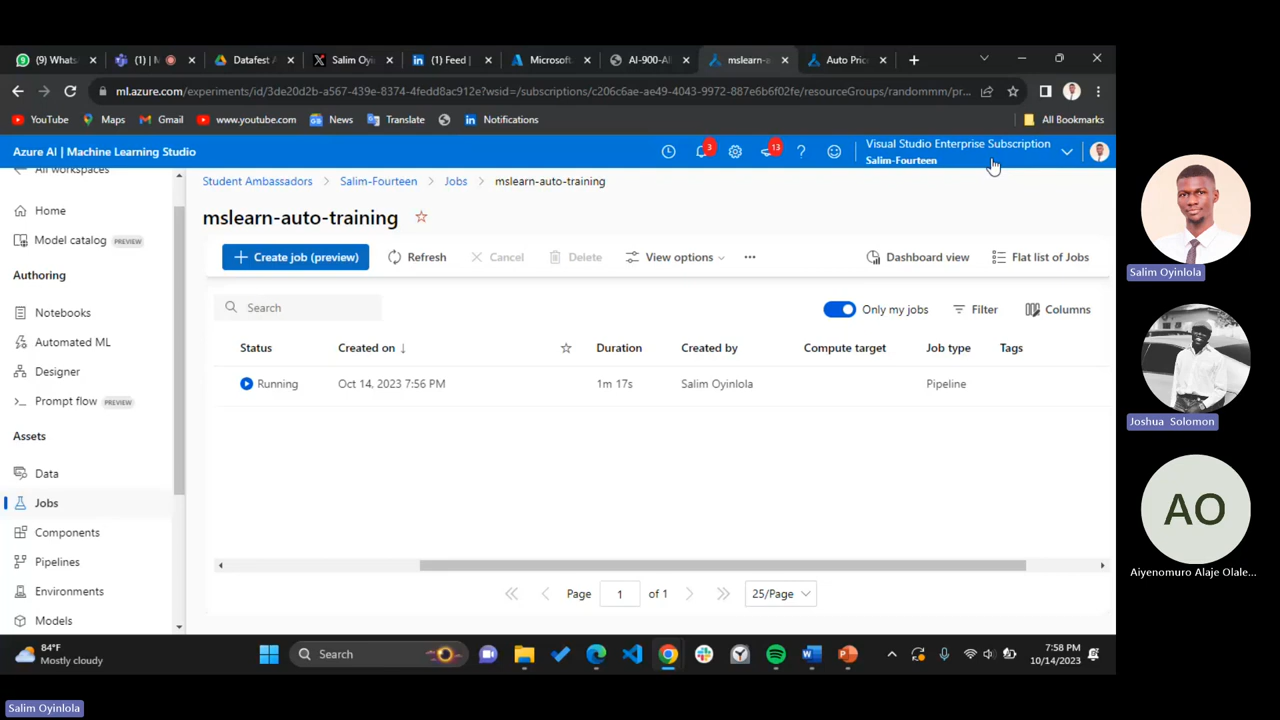 (9) Whats
(1) | M
Datafest A
Salim Oyi
(1) Feed |
Microsoft
AI-900-AI
mslearn-a
Auto Price
ml.azure.com/experiments/id/3de20d2b-a567-439e-8374-4fedd8ac912e?wsid=/subscriptions/c206c6ae-ae49-4043-9972-887e6b6f02fe/resourceGroups/randommm/pr...
YouTube
Maps
Gmail
www.youtube.com
News
Translate
Notifications
All Bookmarks
Azure AI | Machine Learning Studio
3
13
Visual Studio Enterprise Subscription
Salim-Fourteen
All workspaces
Home
Model catalog PREVIEW
Authoring
Notebooks
Automated ML
Designer
Prompt flow PREVIEW
Assets
Data
Jobs
Components
Pipelines
Environments
Models
Student Ambassadors > Salim-Fourteen > Jobs > mslearn-auto-training
mslearn-auto-training
Create job (preview)
Refresh
Cancel
Delete
View options
Dashboard view
Flat list of Jobs
Search
Only my jobs
Filter
Columns
Status
Created on
Duration
Created by
Compute target
Job type
Tags
Running
Oct 14, 2023 7:56 PM
1m 17s
Salim Oyinlola
Pipeline
Page 1 of 1
25/Page
84°F
Mostly cloudy
Search
7:58 PM
10/14/2023
Salim Oyinlola
Joshua Solomon
AO
Aiyenomuro Alaje Olale...
Salim Oyinlola